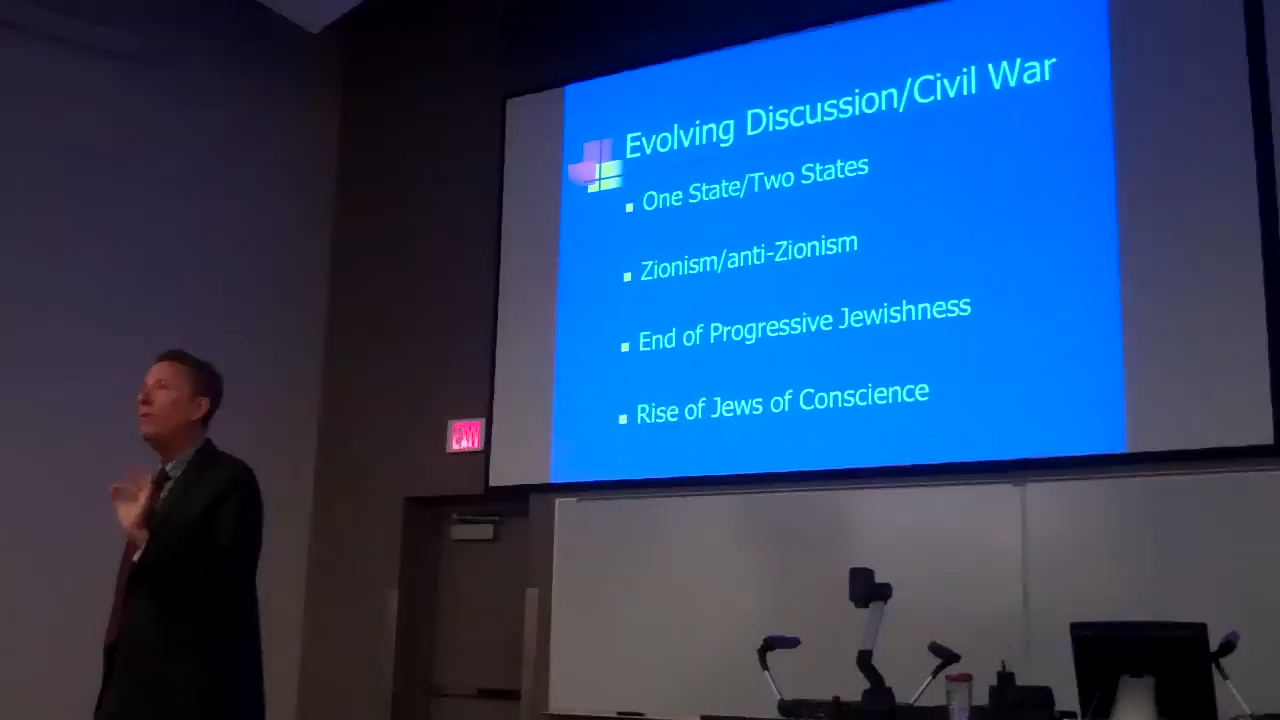 Evolving Discussion/Civil War
One State/Two States
Zionism/anti-Zionism
End of Progressive Jewishness
Rise of Jews of Conscience
EXIT